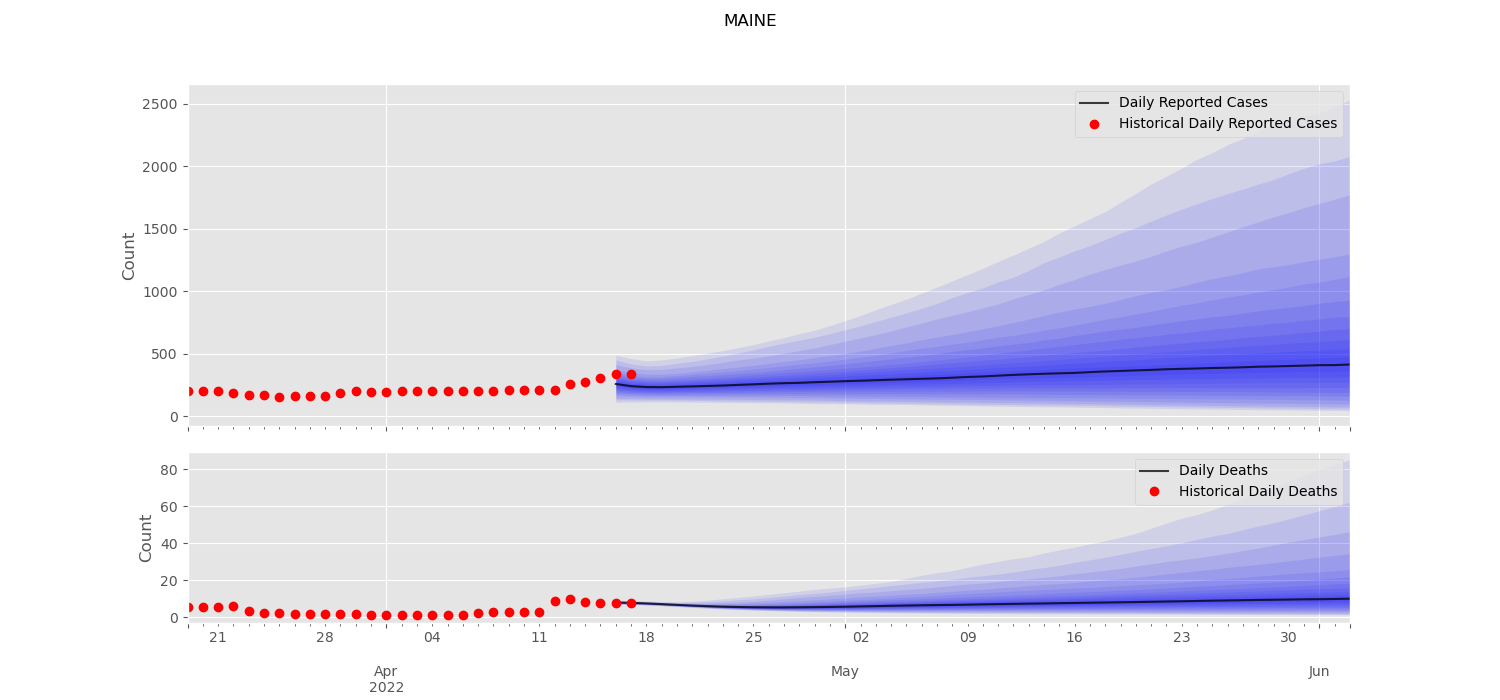 MAINE
2500
2000
1500
1000
500
0
Count
Daily Reported Cases
Historical Daily Reported Cases
80
60
40
20
0
Count
Daily Deaths
Historical Daily Deaths
21 28 04 11 18 25 02 09 16 23 30
Apr May Jun
2022